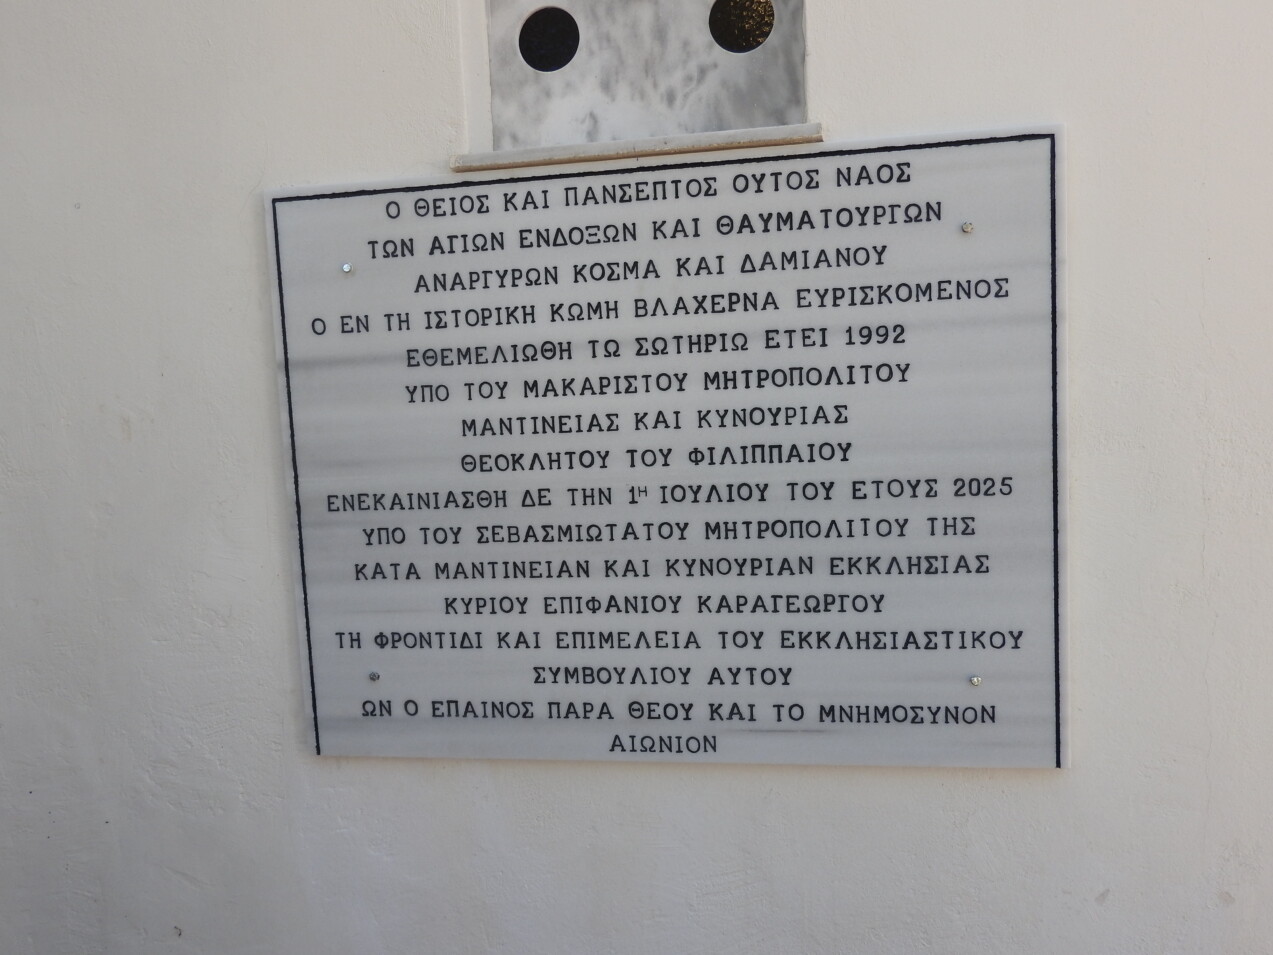 Ο ΘΕΙΟΣ ΚΑΙ ΠΑΝΣΕΠΤΟΣ ΟΥΤΟΣ ΝΑΟΣ
ΤΩΝ ΑΓΙΩΝ ΕΝΔΟΞΩΝ ΚΑΙ ΘΑΥΜΑΤΟΥΡΓΩΝ
ΑΝΑΡΓΥΡΩΝ ΚΟΣΜΑ ΚΑΙ ΔΑΜΙΑΝΟΥ
Ο ΕΝ ΤΗ ΙΣΤΟΡΙΚΗ ΚΩΜΗ ΒΛΑΧΕΡΝΑ ΕΥΡΙΣΚΟΜΕΝΟΣ
ΕΘΕΜΕΛΙΩΘΗ ΤΩ ΣΩΤΗΡΙΩ ΕΤΕΙ 1992
ΥΠΟ ΤΟΥ ΜΑΚΑΡΙΣΤΟΥ ΜΗΤΡΟΠΟΛΙΤΟΥ
ΜΑΝΤΙΝΕΙΑΣ ΚΑΙ ΚΥΝΟΥΡΙΑΣ
ΘΕΟΚΛΗΤΟΥ ΤΟΥ ΦΙΛΙΠΠΑΙΟΥ
ΕΝΕΚΑΙΝΙΑΣΘΗ ΔΕ ΤΗΝ 1Η ΙΟΥΛΙΟΥ ΤΟΥ ΕΤΟΥΣ 2025
ΥΠΟ ΤΟΥ ΣΕΒΑΣΜΙΩΤΑΤΟΥ ΜΗΤΡΟΠΟΛΙΤΟΥ ΤΗΣ
ΚΑΤΑ ΜΑΝΤΙΝΕΙΑΝ ΚΑΙ ΚΥΝΟΥΡΙΑΝ ΕΚΚΛΗΣΙΑΣ
ΚΥΡΙΟΥ ΕΠΙΦΑΝΙΟΥ ΚΑΡΑΓΕΩΡΓΟΥ
ΤΗ ΦΡΟΝΤΙΔΙ ΚΑΙ ΕΠΙΜΕΛΕΙΑ ΤΟΥ ΕΚΚΛΗΣΙΑΣΤΙΚΟΥ
ΣΥΜΒΟΥΛΙΟΥ ΑΥΤΟΥ
ΩΝ Ο ΕΠΑΙΝΟΣ ΠΑΡΑ ΘΕΟΥ ΚΑΙ ΤΟ ΜΝΗΜΟΣΥΝΟΝ
ΑΙΩΝΙΟΝ